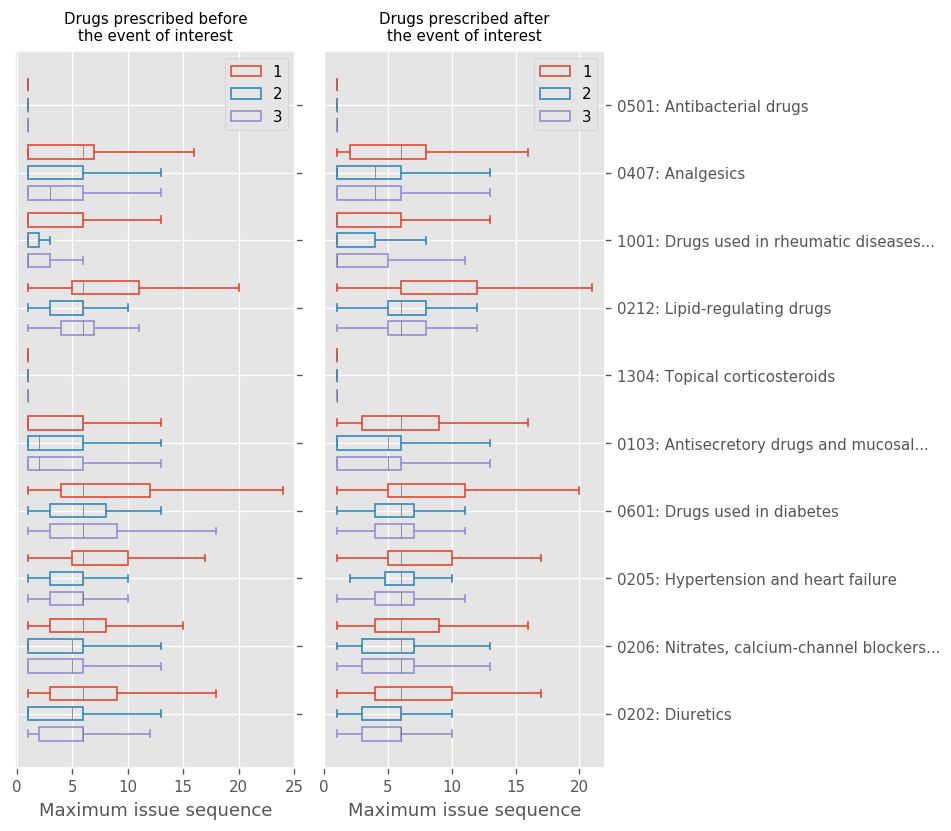 Drugs prescribed before
the event of interest
Drugs prescribed after
the event of interest
1
2
3
1
2
3
0501: Antibacterial drugs
0407: Analgesics
1001: Drugs used in rheumatic diseases...
0212: Lipid-regulating drugs
1304: Topical corticosteroids
0103: Antisecretory drugs and mucosal...
0601: Drugs used in diabetes
0205: Hypertension and heart failure
0206: Nitrates, calcium-channel blockers...
0202: Diuretics
0 5 10 15 20 25
0 5 10 15 20
Maximum issue sequence
Maximum issue sequence